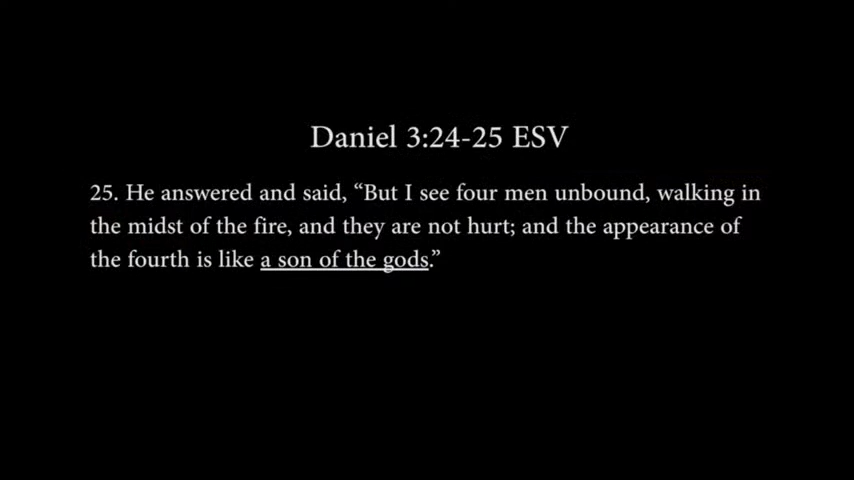 Daniel 3:24-25 ESV
25. He answered and said, “But I see four men unbound, walking in
the midst of the fire, and they are not hurt; and the appearance of
the fourth is like a son of the gods.”